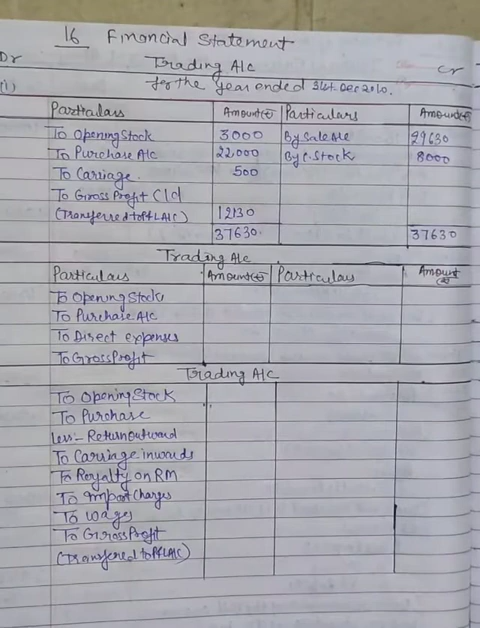 16 Financial Statement
Dr Trading A/c Cr
(i) for the Year ended 31st Dec 2010.
Particulars Amount(₹) Particulars Amount(₹)
To Opening Stock 3000 By Sale A/c 29630
To Purchase A/c 22,000 By C. Stock 8000
To Carriage. 500
To Gross Profit C/d
(Transferred to P&L A/c) 12130
37630. 37630
Trading A/c
Particulars Amount(₹) Particulars Amount (₹)
To Opening Stock
To Purchase A/c
To Direct expenses
To Gross Profit
Trading A/c
To Opening Stock
To Purchase
Less:- Return outward
To Carriage inwards
To Royalty on RM
To Import Charges
To Wages
To Gross Profit
(Transfered to P&L A/c)